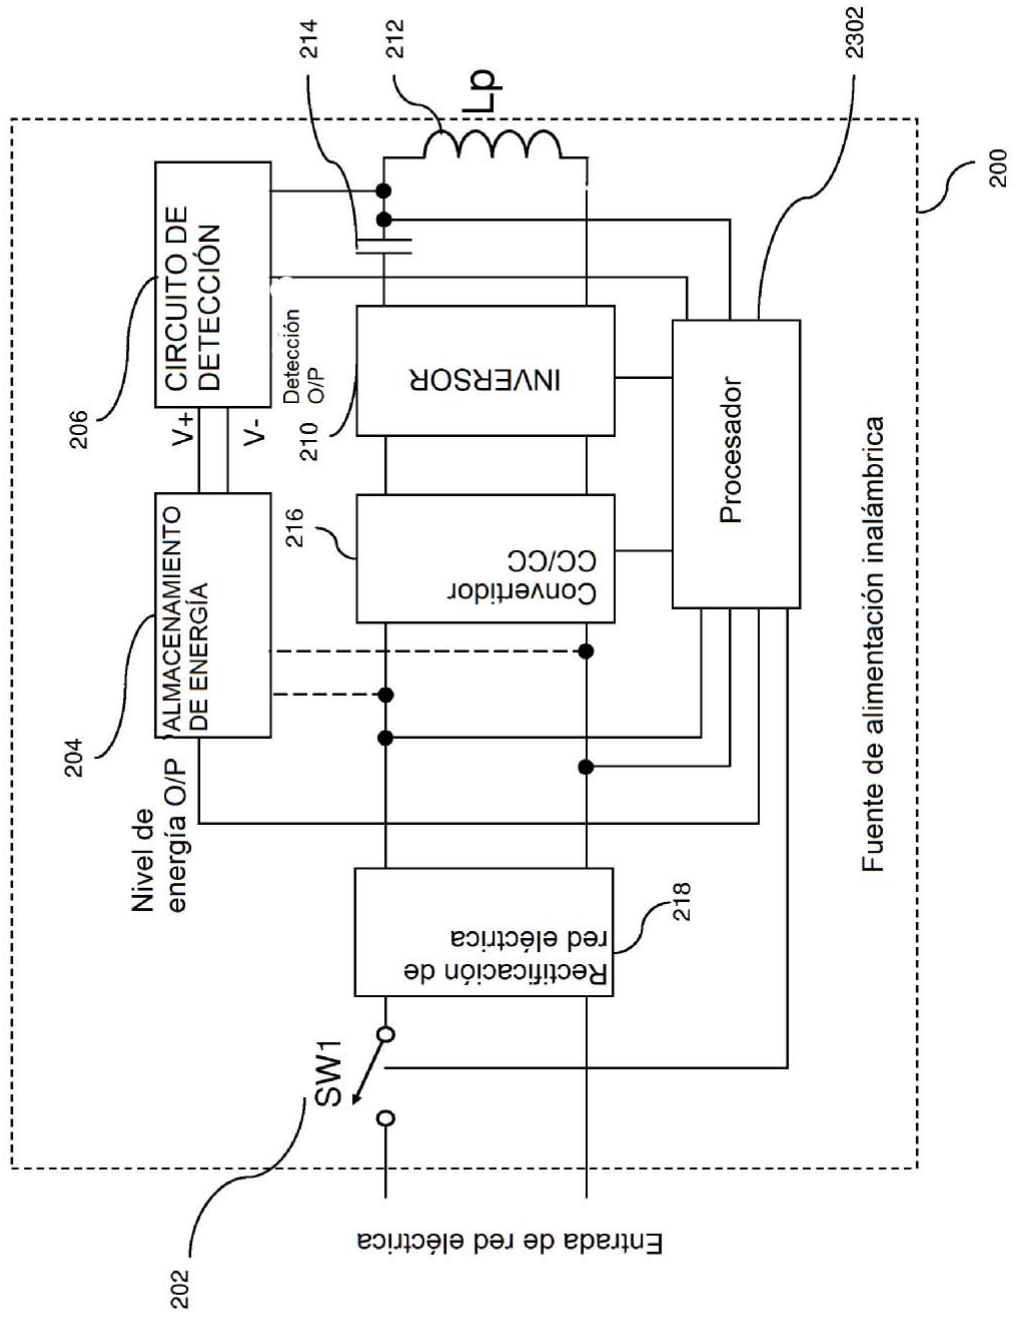 214
212
Lp
2302
200
206
CIRCUITO DE
DETECCIÓN
V+
V-
Detección
O/P
210
INVERSOR
216
Convertidor
CC/CC
Procesador
204
ALMACENAMIENTO
DE ENERGÍA
Nivel de
energía O/P
Rectificación de
red eléctrica
218
SW1
202
Entrada de red eléctrica
Fuente de alimentación inalámbrica